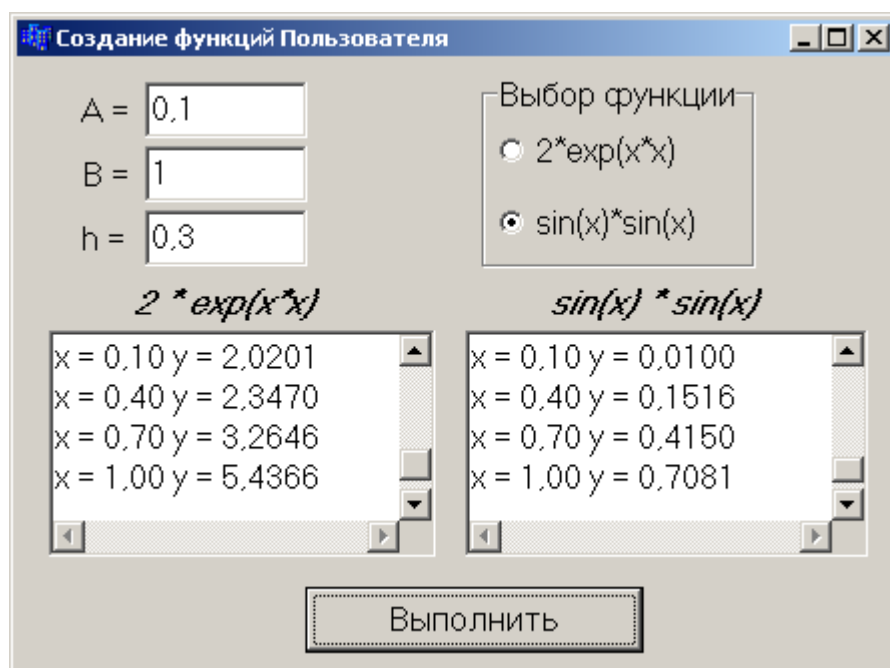 Создание функций Пользователя
A = 0,1
B = 1
h = 0,3
Выбор функции
2*exp(x*x)
sin(x)*sin(x)
2 * exp(x*x)
x = 0,10 y = 2,0201
x = 0,40 y = 2,3470
x = 0,70 y = 3,2646
x = 1,00 y = 5,4366
sin(x) * sin(x)
x = 0,10 y = 0,0100
x = 0,40 y = 0,1516
x = 0,70 y = 0,4150
x = 1,00 y = 0,7081
Выполнить